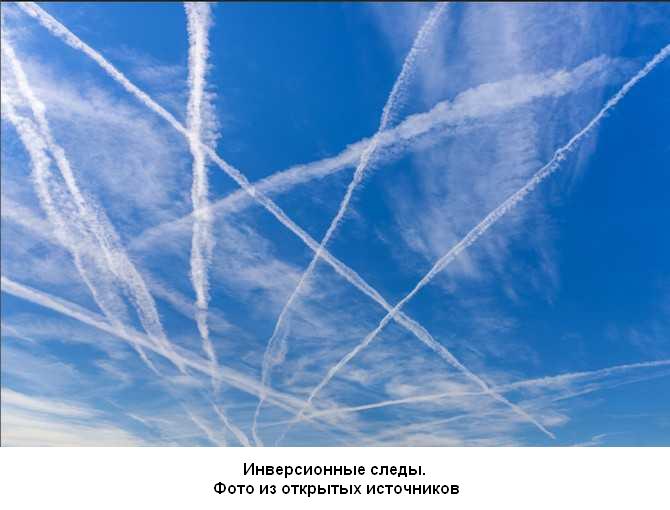 Инверсионные следы.
Фото из открытых источников